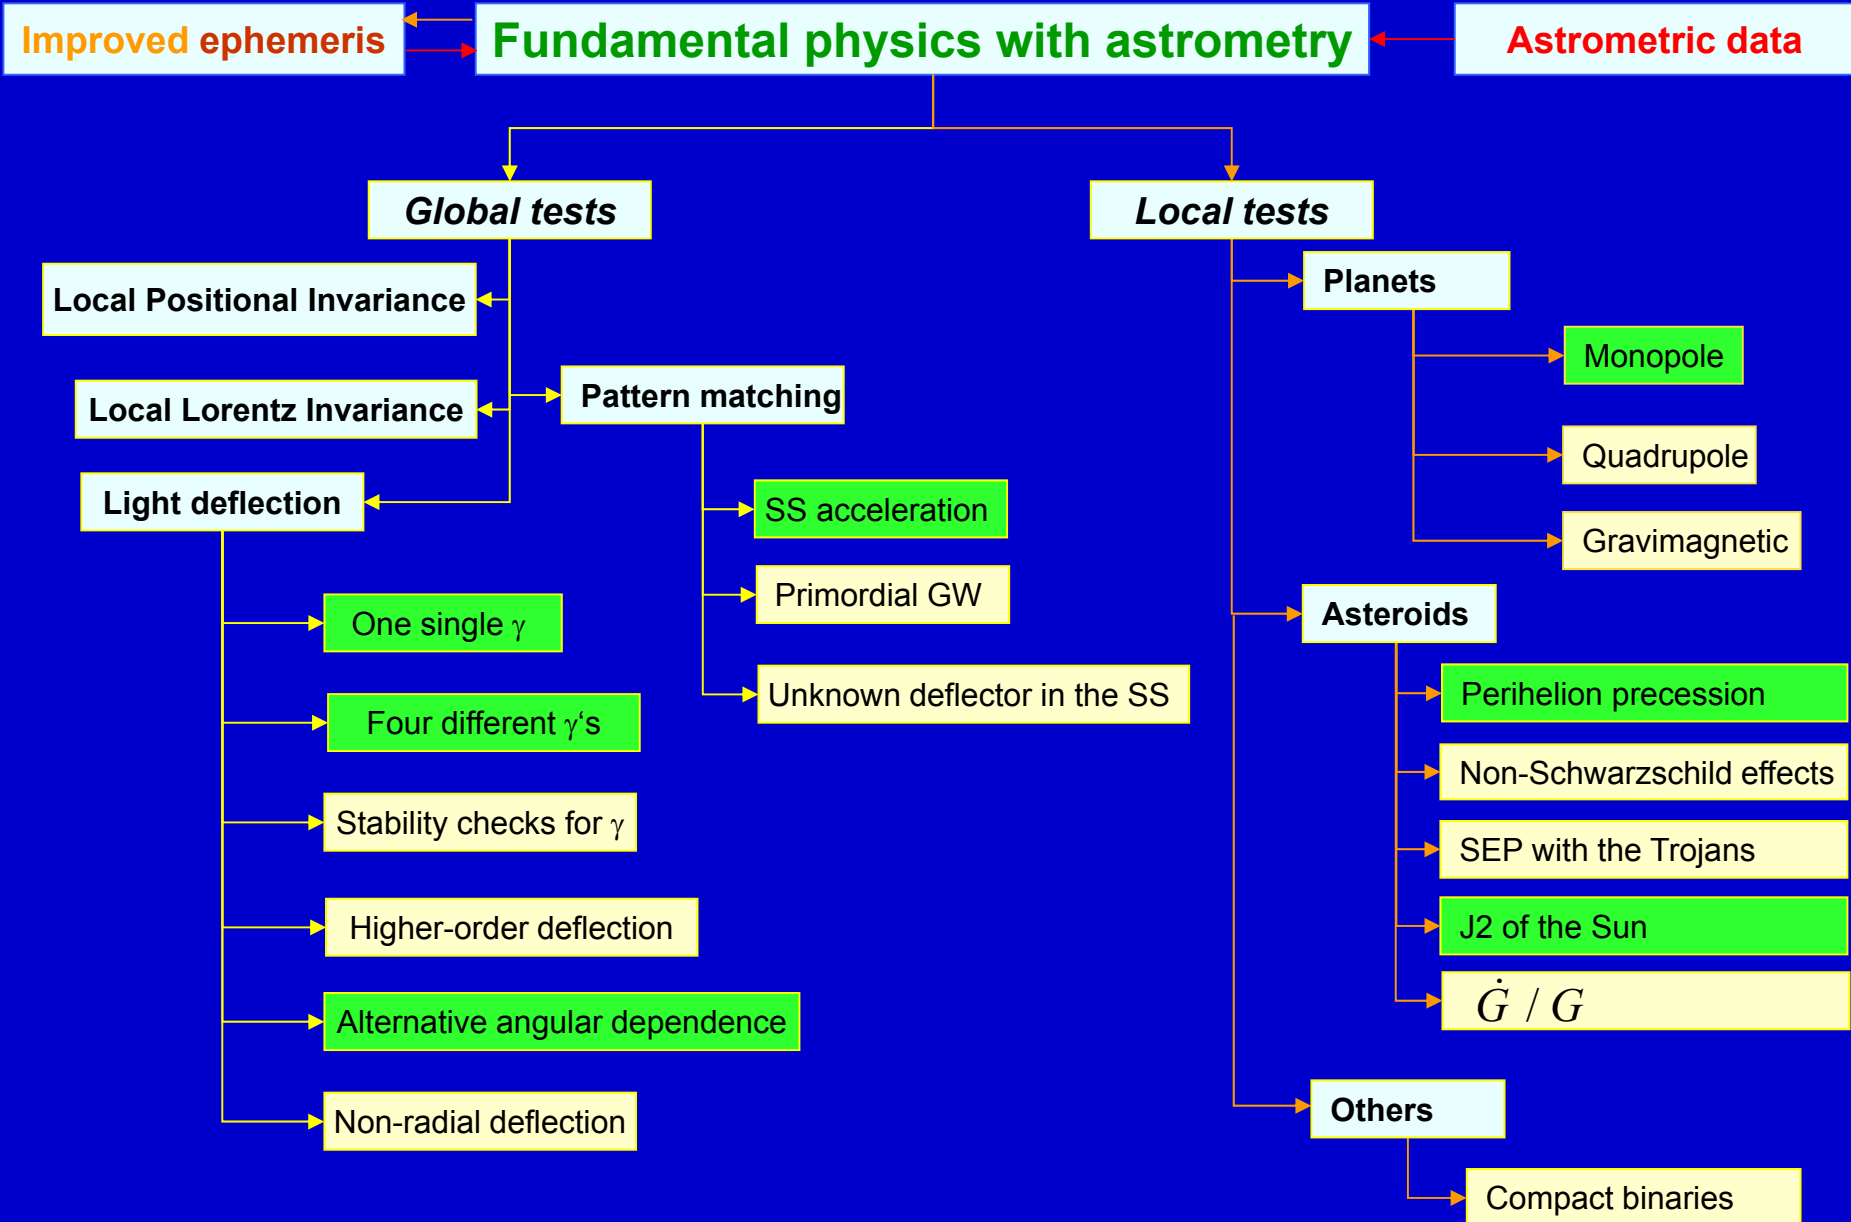 Improved ephemeris
Fundamental physics with astrometry
Astrometric data
Global tests
Local Positional Invariance
Local Lorentz Invariance
Pattern matching
SS acceleration
Primordial GW
Unknown deflector in the SS
Light deflection
One single γ
Four different γ‘s
Stability checks for γ
Higher-order deflection
Alternative angular dependence
Non-radial deflection
Local tests
Planets
Monopole
Quadrupole
Gravimagnetic
Asteroids
Perihelion precession
Non-Schwarzschild effects
SEP with the Trojans
J2 of the Sun
Ġ / G
Others
Compact binaries